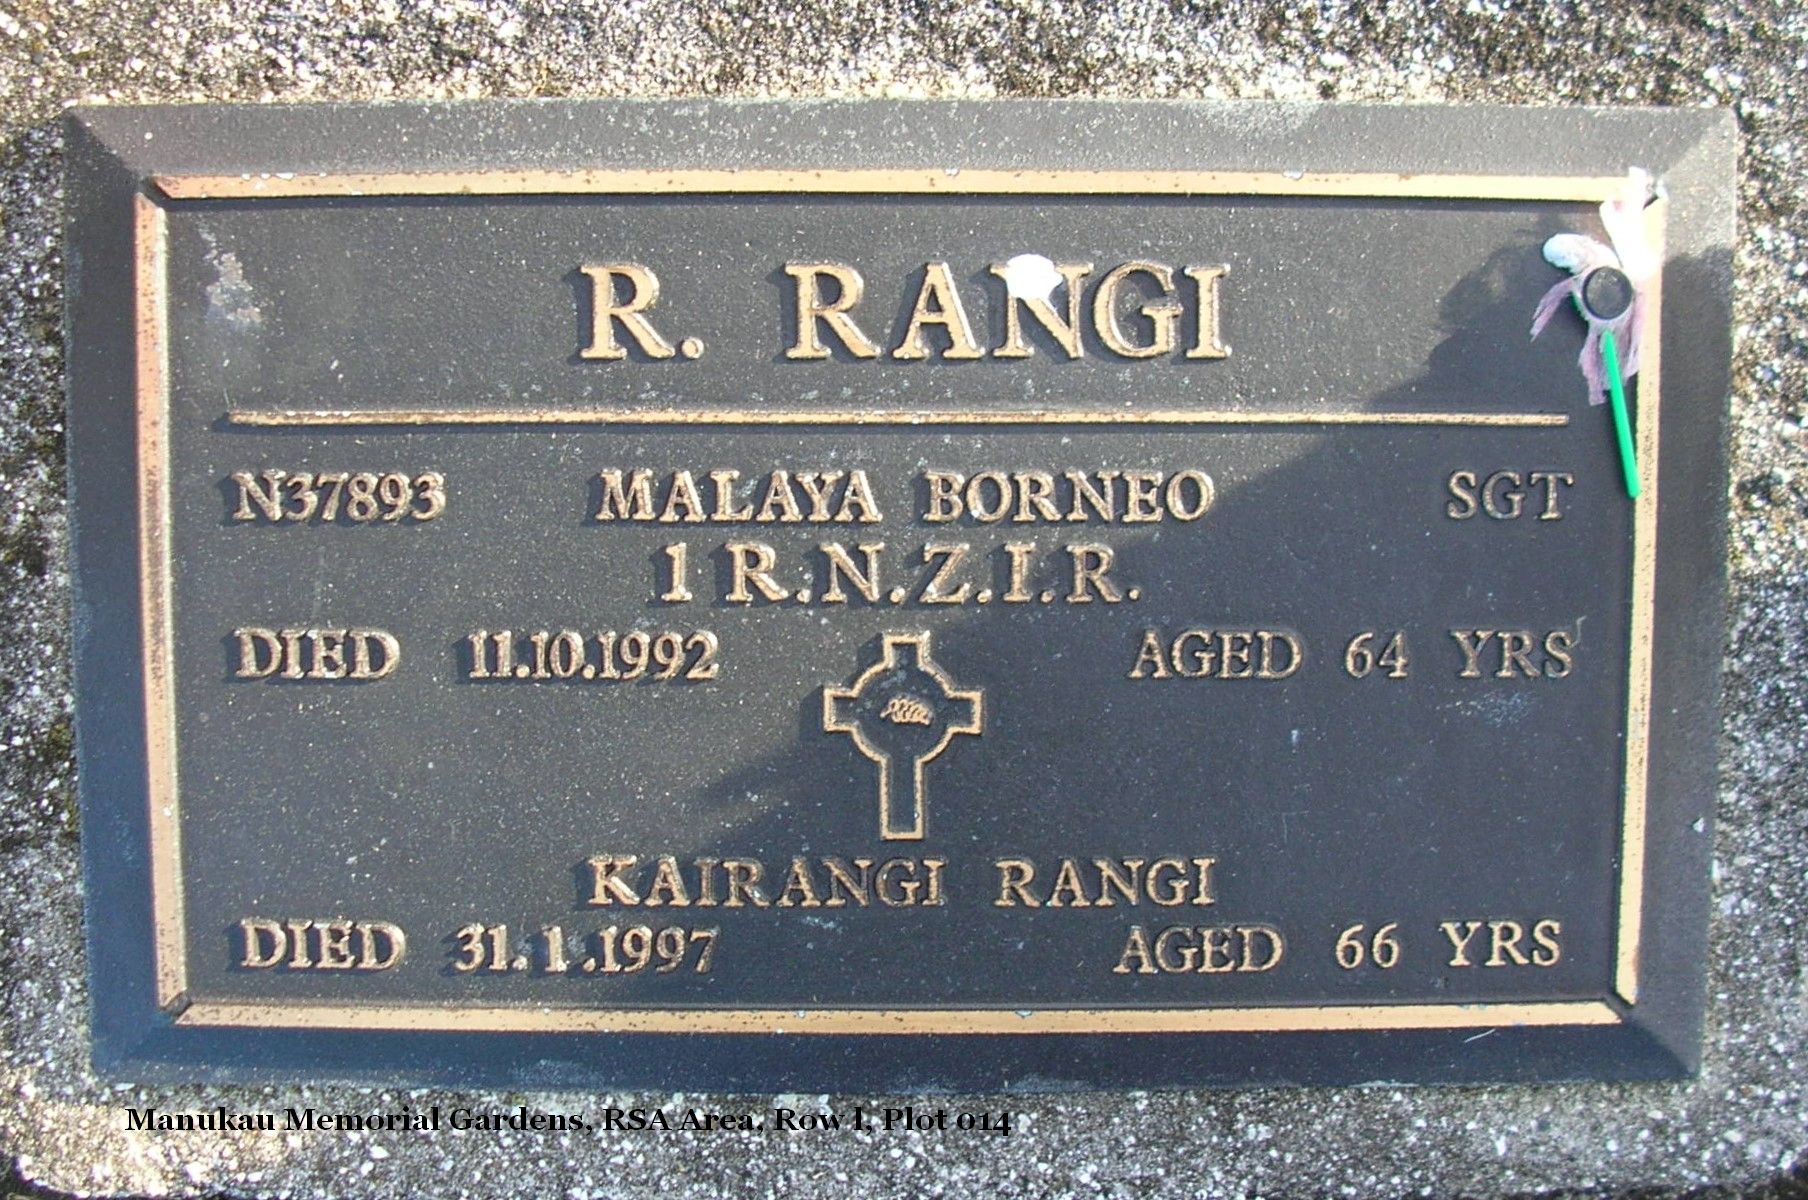 R. RANGI
N37893 MALAYA BORNEO SGT
1 R.N.Z.I.R.
DIED 11.10.1992 AGED 64 YRS
KAIRANGI RANGI
DIED 31.1.1997 AGED 66 YRS
Manukau Memorial Gardens, RSA Area, Row l, Plot 014